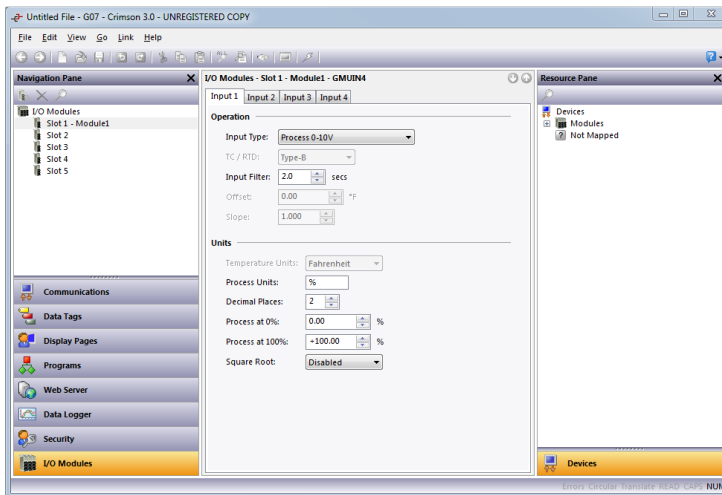 Untitled File - G07 - Crimson 3.0 - UNREGISTERED COPY
File Edit View Go Link Help
Navigation Pane
I/O Modules
Slot 1 - Module1
Slot 2
Slot 3
Slot 4
Slot 5
Communications
Data Tags
Display Pages
Programs
Web Server
Data Logger
Security
I/O Modules
I/O Modules - Slot 1 - Module1 - GMUIN4
Input 1 Input 2 Input 3 Input 4
Operation
Input Type: Process 0-10V
TC / RTD: Type-B
Input Filter: 2.0 secs
Offset: 0.00 °F
Slope: 1.000
Units
Temperature Units: Fahrenheit
Process Units: %
Decimal Places: 2
Process at 0%: 0.00 %
Process at 100%: +100.00 %
Square Root: Disabled
Resource Pane
Devices
Modules
Not Mapped
Devices
Errors Circular Translate READ CAPS NUM